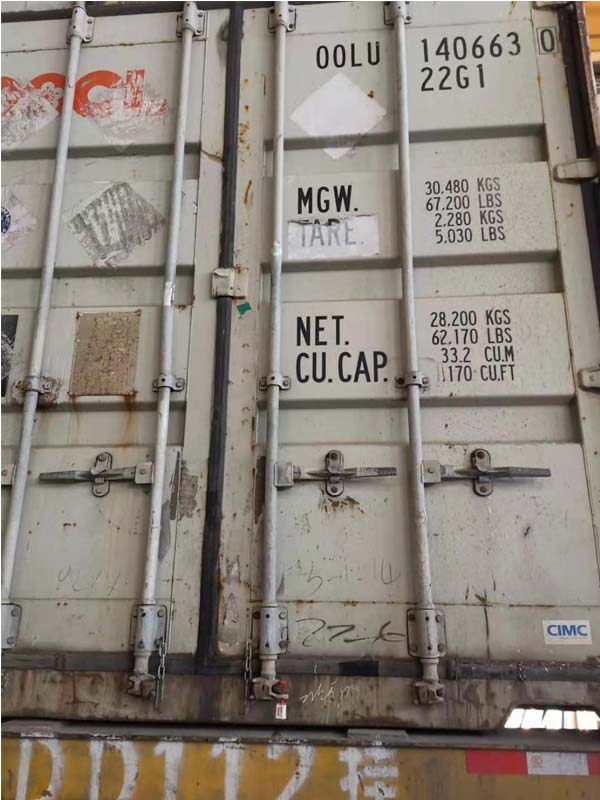 OOLU 140663 0
22G1
MGW. 30.480 KGS
67.200 LBS
TARE. 2.280 KGS
5.030 LBS
NET. 28.200 KGS
62.170 LBS
CU.CAP. 33.2 CU.M
1170 CU.FT
CIMC